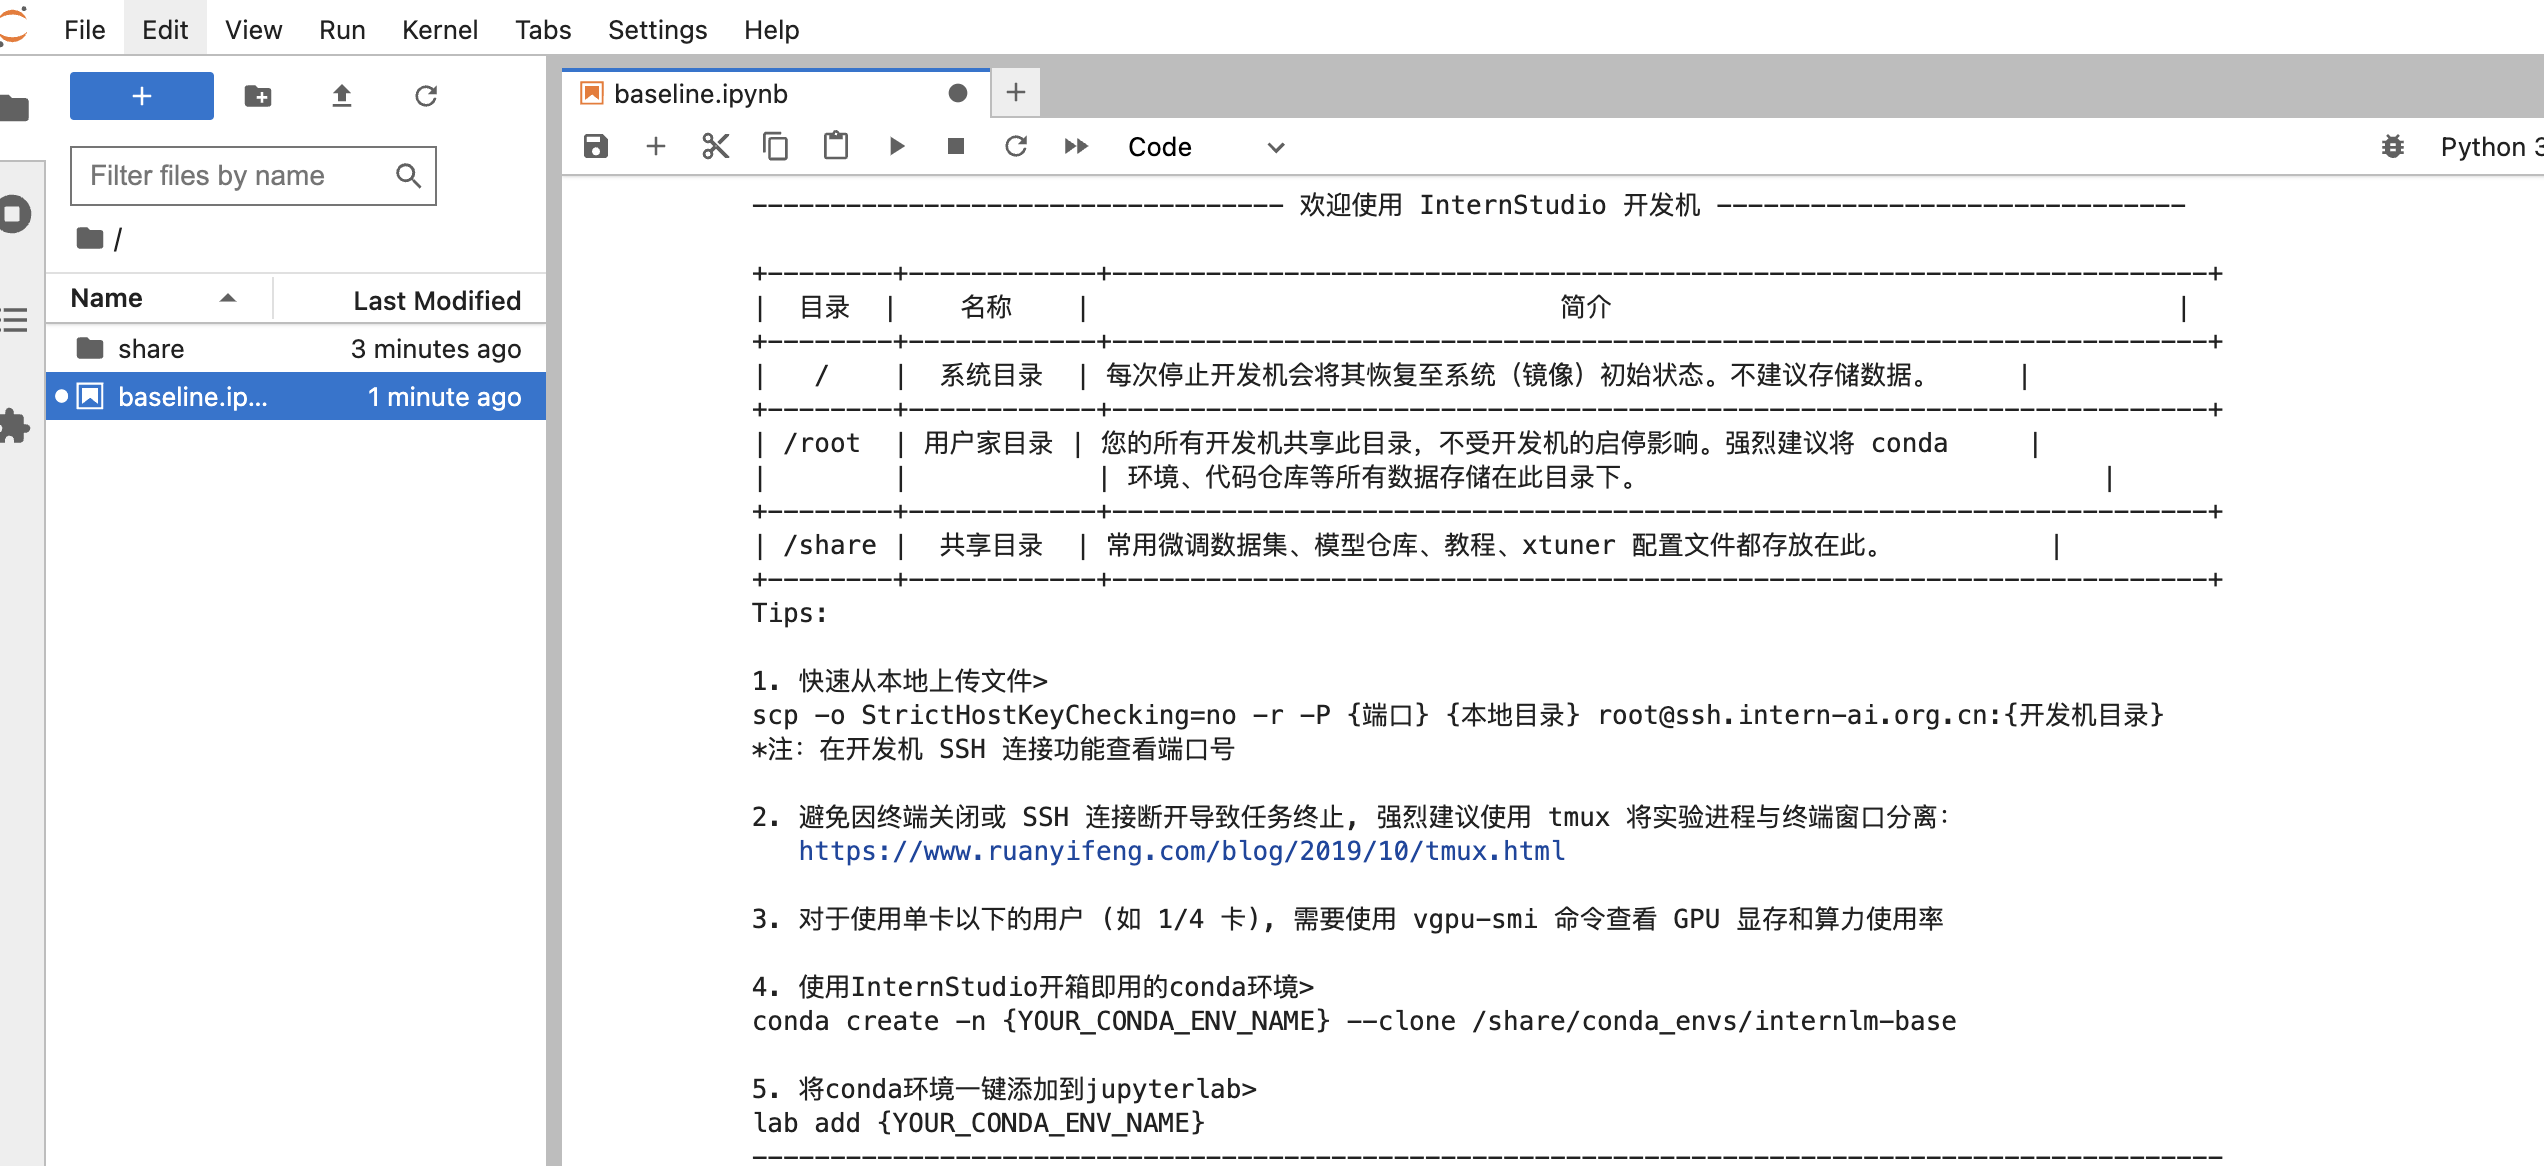 File Edit View Run Kernel Tabs Settings Help
Filter files by name
/
Name Last Modified
share 3 minutes ago
baseline.ip... 1 minute ago
baseline.ipynb
Code
Python 3
---------------------------------- 欢迎使用 InternStudio 开发机 ------------------------------
+--------+------------+----------------------------------------------------------------------+
| 目录 | 名称 | 简介 |
+--------+------------+----------------------------------------------------------------------+
| / | 系统目录 | 每次停止开发机会将其恢复至系统（镜像）初始状态。不建议存储数据。 |
+--------+------------+----------------------------------------------------------------------+
| /root | 用户家目录 | 您的所有开发机共享此目录，不受开发机的启停影响。强烈建议将 conda |
| | | 环境、代码仓库等所有数据存储在此目录下。 |
+--------+------------+----------------------------------------------------------------------+
| /share | 共享目录 | 常用微调数据集、模型仓库、教程、xtuner 配置文件都存放在此。 |
+--------+------------+----------------------------------------------------------------------+
Tips:
1. 快速从本地上传文件>
scp -o StrictHostKeyChecking=no -r -P {端口} {本地目录} root@ssh.intern-ai.org.cn:{开发机目录}
*注: 在开发机 SSH 连接功能查看端口号
2. 避免因终端关闭或 SSH 连接断开导致任务终止, 强烈建议使用 tmux 将实验进程与终端窗口分离:
https://www.ruanyifeng.com/blog/2019/10/tmux.html
3. 对于使用单卡以下的用户 (如 1/4 卡), 需要使用 vgpu-smi 命令查看 GPU 显存和算力使用率
4. 使用InternStudio开箱即用的conda环境>
conda create -n {YOUR_CONDA_ENV_NAME} --clone /share/conda_envs/internlm-base
5. 将conda环境一键添加到jupyterlab>
lab add {YOUR_CONDA_ENV_NAME}
----------------------------------------------------------------------------------------------